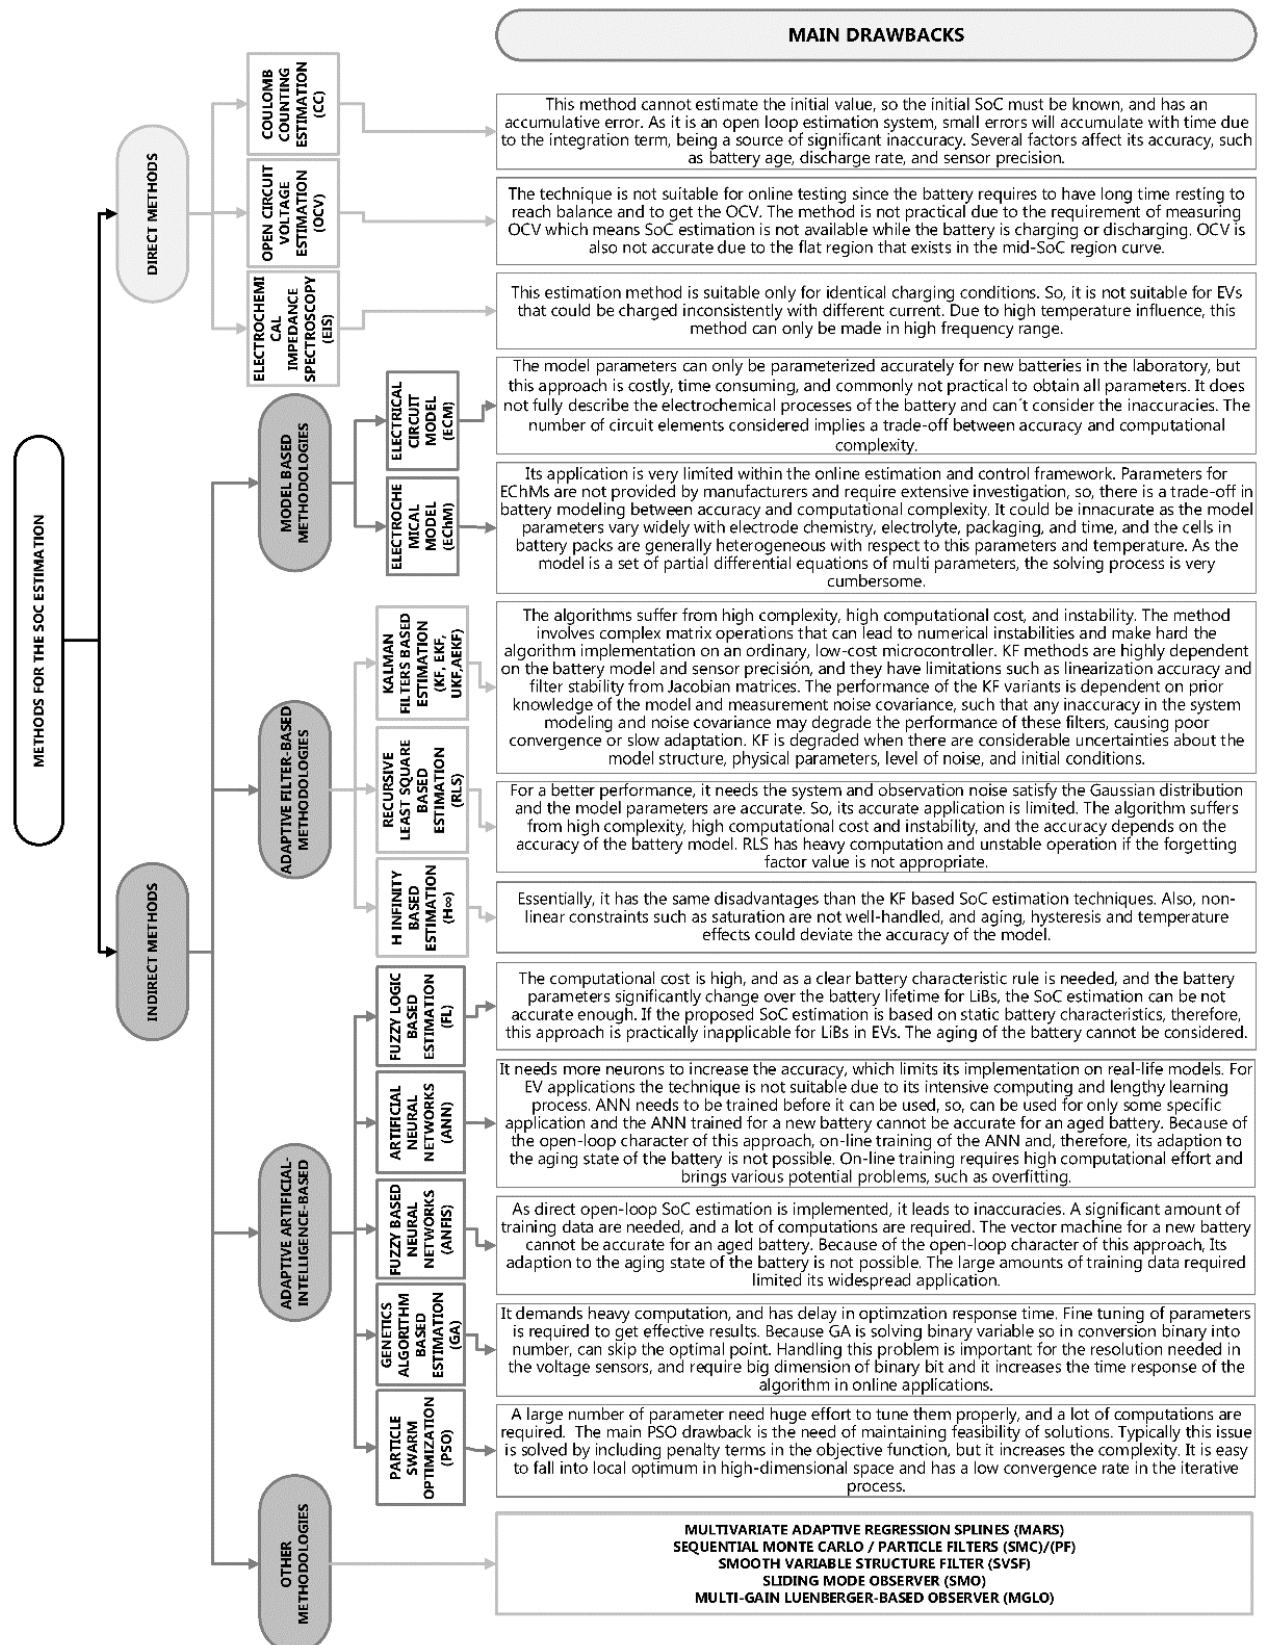 MAIN DRAWBACKS
METHODS FOR THE SOC ESTIMATION
DIRECT METHODS
COULOMB
COUNTING
ESTIMATION
(CC)
This method cannot estimate the initial value, so the initial SoC must be known, and has an
accumulative error. As it is an open loop estimation system, small errors will accumulate with time due
to the integration term, being a source of significant inaccuracy. Several factors affect its accuracy, such
as battery age, discharge rate, and sensor precision.
OPEN CIRCUIT
VOLTAGE
ESTIMATION
(OCV)
The technique is not suitable for online testing since the battery requires to have long time resting to
reach balance and to get the OCV. The method is not practical due to the requirement of measuring
OCV which means SoC estimation is not available while the battery is charging or discharging. OCV is
also not accurate due to the flat region that exists in the mid-SoC region curve.
ELECTROCHEMI
CAL
IMPEDANCE
SPECTROSCOPY
(EIS)
This estimation method is suitable only for identical charging conditions. So, it is not suitable for EVs
that could be charged inconsistently with different current. Due to high temperature influence, this
method can only be made in high frequency range.
INDIRECT METHODS
MODEL BASED
METHODOLOGIES
ELECTRICAL
CIRCUIT
MODEL
(ECM)
The model parameters can only be parameterized accurately for new batteries in the laboratory, but
this approach is costly, time consuming, and commonly not practical to obtain all parameters. It does
not fully describe the electrochemical processes of the battery and can´t consider the inaccuracies. The
number of circuit elements considered implies a trade-off between accuracy and computational
complexity.
ELECTROCHE
MICAL
MODEL
(EChM)
Its application is very limited within the online estimation and control framework. Parameters for
EChMs are not provided by manufacturers and require extensive investigation, so, there is a trade-off in
battery modeling between accuracy and computational complexity. It could be innacurate as the model
parameters vary widely with electrode chemistry, electrolyte, packaging, and time, and the cells in
battery packs are generally heterogeneous with respect to this parameters and temperature. As the
model is a set of partial differential equations of multi parameters, the solving process is very
cumbersome.
ADAPTIVE FILTER-BASED
METHODOLOGIES
KALMAN
FILTERS BASED
ESTIMATION
(KF, EKF,
UKF,AEKF)
The algorithms suffer from high complexity, high computational cost, and instability. The method
involves complex matrix operations that can lead to numerical instabilities and make hard the
algorithm implementation on an ordinary, low-cost microcontroller. KF methods are highly dependent
on the battery model and sensor precisión, and they have limitations such as linearization accuracy and
filter stability from Jacobian matrices. The performance of the KF variants is dependent on prior
knowledge of the model and measurement noise covariance, such that any inaccuracy in the system
modeling and noise covariance may degrade the performance of these filters, causing poor
convergence or slow adaptation. KF is degraded when there are considerable uncertainties about the
model structure, physical parameters, level of noise, and initial conditions.
RECURSIVE
LEAST SQUARE
BASED
ESTIMATION
(RLS)
For a better performance, it needs the system and observation noise satisfy the Gaussian distribution
and the model parameters are accurate. So, its accurate application is limited. The algorithm suffers
from high complexity, high computational cost and instability, and the accuracy depends on the
accuracy of the battery model. RLS has heavy computation and unstable operation if the forgetting
factor value is not appropriate.
H INFINITY
BASED
ESTIMATION
(H∞)
Essentially, it has the same disadvantages than the KF based SoC estimation techniques. Also, non-
linear constraints such as saturation are not well-handled, and aging, hysteresis and temperature
effects could deviate the accuracy of the model.
ADAPTIVE ARTIFICIAL-
INTELLIGENCE-BASED
FUZZY LOGIC
BASED
ESTIMATION
(FL)
The computational cost is high, and as a clear battery characteristic rule is needed, and the battery
parameters significantly change over the battery lifetime for LiBs, the SoC estimation can be not
accurate enough. If the proposed SoC estimation is based on static battery characteristics, therefore,
this approach is practically inapplicable for LiBs in EVs. The aging of the battery cannot be considered.
ARTIFICIAL
NEURAL
NETWORKS
(ANN)
It needs more neurons to increase the accuracy, which limits its implementation on real-life models. For
EV applications the technique is not suitable due to its intensive computing and lengthy learning
process. ANN needs to be trained before it can be used, so, can be used for only some specific
application and the ANN trained for a new battery cannot be accurate for an aged battery. Because of
the open-loop character of this approach, on-line training of the ANN and, therefore, its adaption to
the aging state of the battery is not possible. On-line training requires high computational effort and
brings various potential problems, such as overfitting.
FUZZY BASED
NEURAL
NETWORKS
(ANFIS)
As direct open-loop SoC estimation is implemented, it leads to inaccuracies. A significant amount of
training data are needed, and a lot of computations are required. The vector machine for a new battery
cannot be accurate for an aged battery. Because of the open-loop character of this approach, Its
adaption to the aging state of the battery is not possible. The large amounts of training data required
limited its widespread application.
GENETICS
ALGORITHM
BASED
ESTIMATION
(GA)
It demands heavy computation, and has delay in optimzation response time. Fine tuning of parameters
is required to get effective results. Because GA is solving binary variable so in conversion binary into
number, can skip the optimal point. Handling this problem is important for the resolution needed in
the voltage sensors, and require big dimension of binary bit and it increases the time response of the
algorithm in online applications.
PARTICLE
SWARM
OPTIMIZATION
(PSO)
A large number of parameter need huge effort to tune them properly, and a lot of computations are
required. The main PSO drawback is the need of maintaining feasibility of solutions. Typically this issue
is solved by including penalty terms in the objective function, but it increases the complexity. It is easy
to fall into local optimum in high-dimensional space and has a low convergence rate in the iterative
process.
OTHER
METHODOLOGIES
MULTIVARIATE ADAPTIVE REGRESSION SPLINES (MARS)
SEQUENTIAL MONTE CARLO / PARTICLE FILTERS (SMC)/(PF)
SMOOTH VARIABLE STRUCTURE FILTER (SVSF)
SLIDING MODE OBSERVER (SMO)
MULTI-GAIN LUENBERGER-BASED OBSERVER (MGLO)